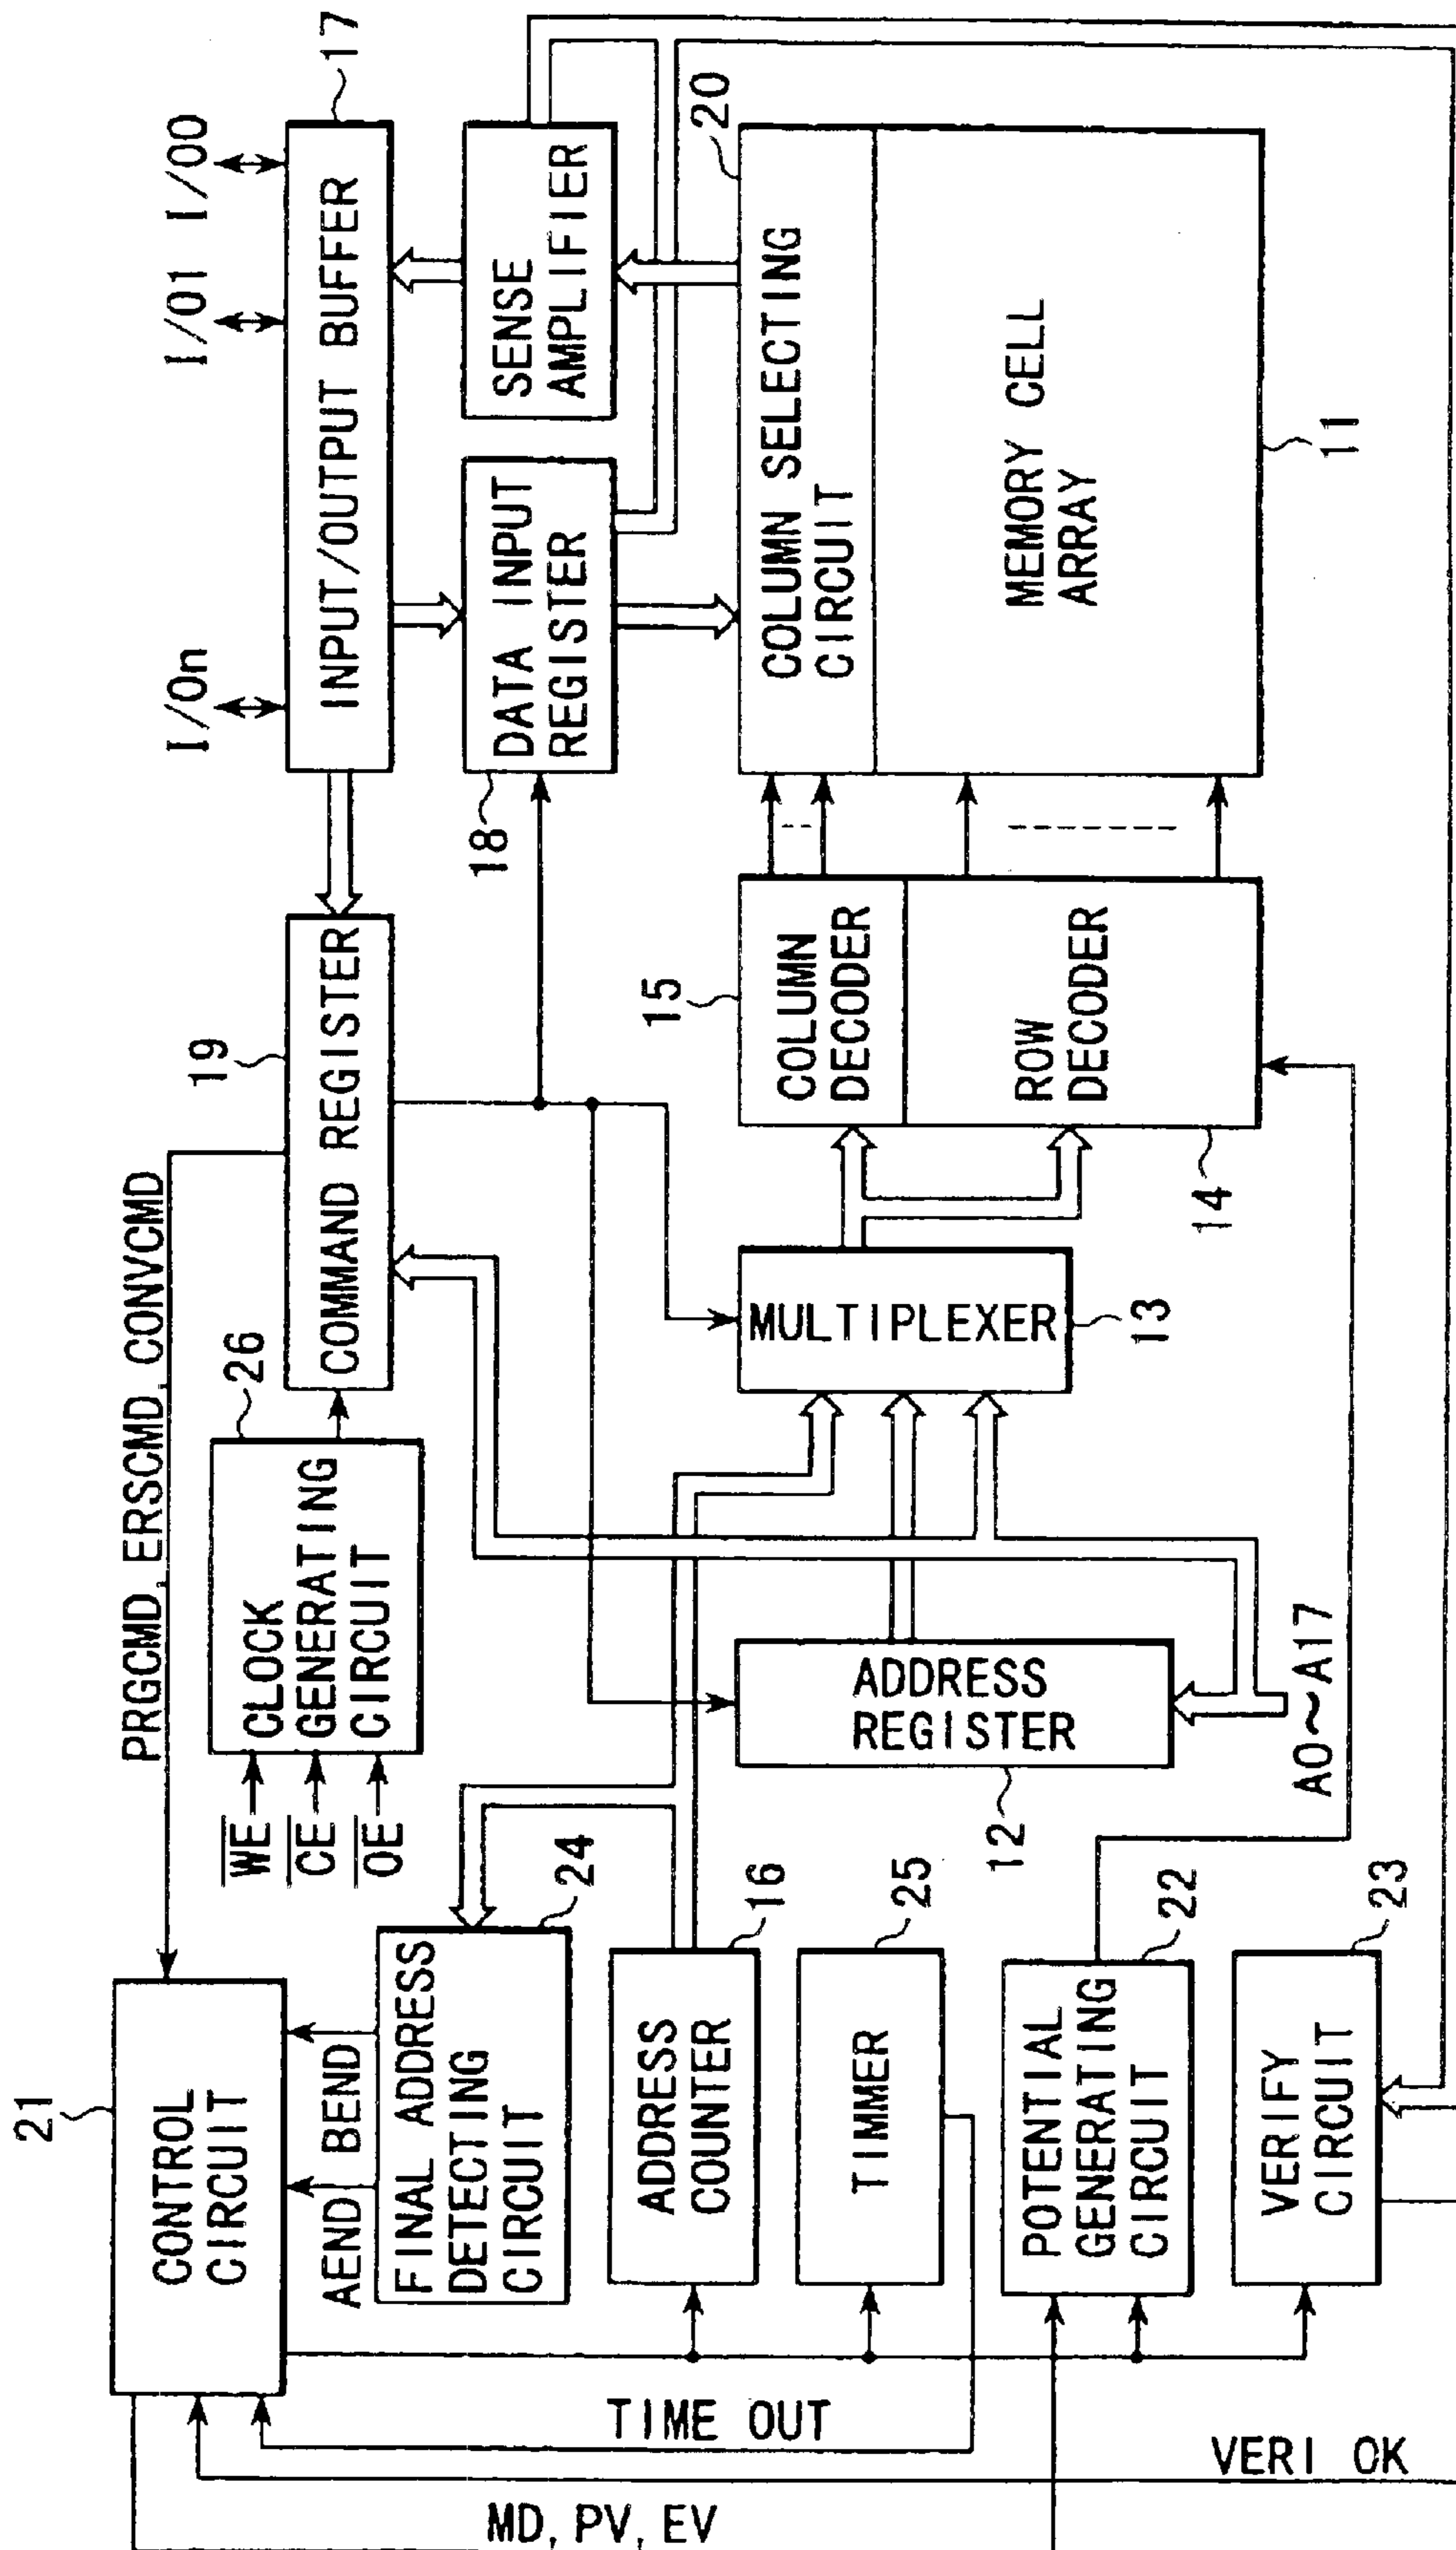 21
CONTROL
CIRCUIT
PRGCMD, ERSCMD, CONVCMD
AEND BEND
FINAL ADDRESS
DETECTING
CIRCUIT
24
WE
CE
OE
CLOCK
GENERATING
CIRCUIT
26
19
COMMAND REGISTER
I/On
I/O1
I/O0
INPUT/OUTPUT BUFFER
17
18
DATA INPUT
REGISTER
SENSE
AMPLIFIER
ADDRESS
COUNTER
16
TIMMER
25
TIME OUT
12
ADDRESS
REGISTER
MULTIPLEXER
13
15
COLUMN
DECODER
ROW
DECODER
14
20
COLUMN SELECTING
CIRCUIT
MEMORY CELL
ARRAY
11
POTENTIAL
GENERATING
CIRCUIT
22
A0~A17
VERIFY
CIRCUIT
23
VERI OK
MD, PV, EV